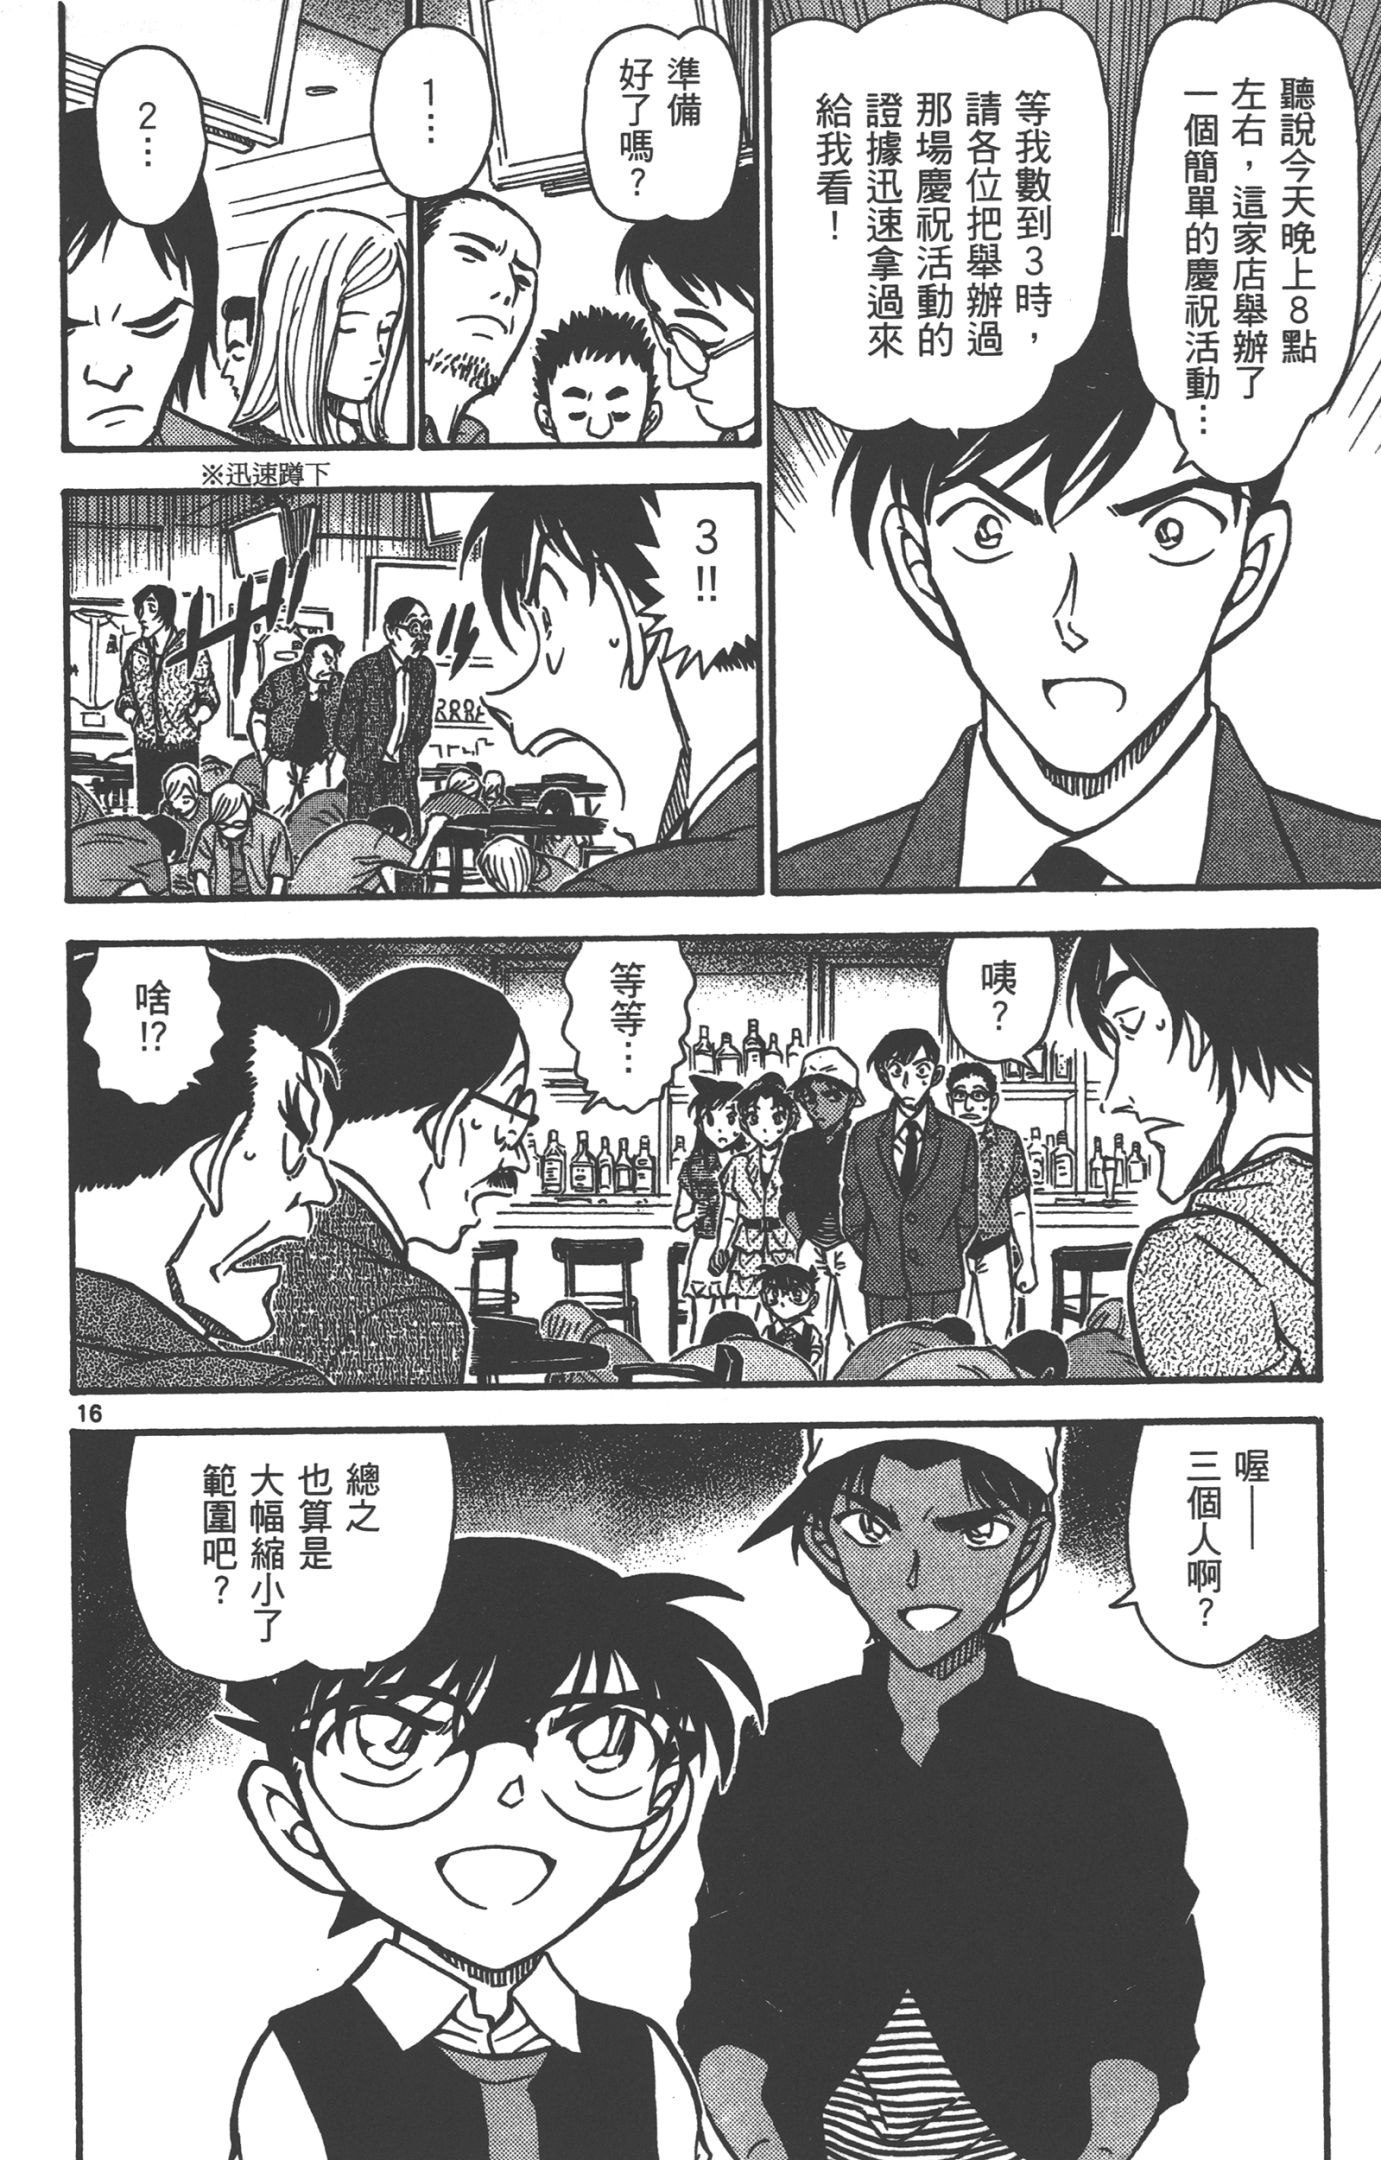 聽說今天晚上8點
左右，這家店舉辦了
一個簡單的慶祝活動…
等我數到3時，
請各位把舉辦過
那場慶祝活動的
證據迅速拿過來
給我看！
準備
好了嗎？
1…
2…
※迅速蹲下
3!!
咦？
等等…
啥!?
16
喔——
三個人啊？
總之
也算是
大幅縮小了
範圍吧？